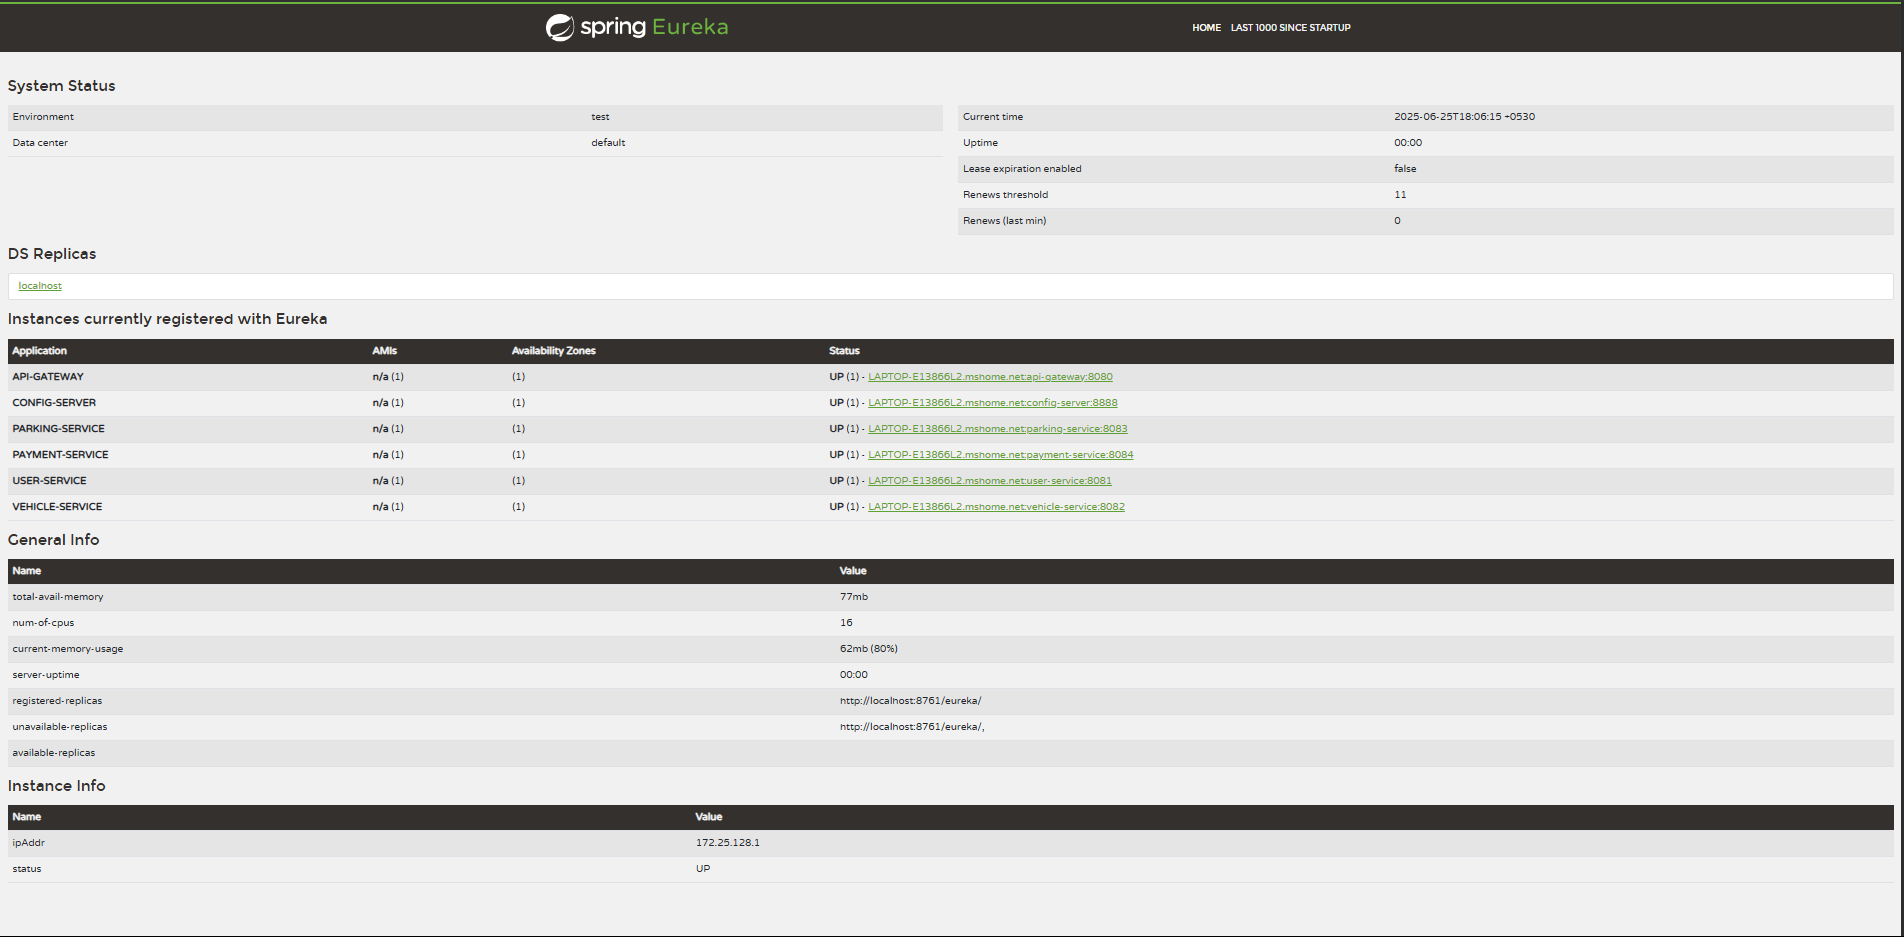 spring Eureka
HOME LAST 1000 SINCE STARTUP
System Status
Environment test
Data center default
Current time 2025-06-25T18:06:15 +0530
Uptime 00:00
Lease expiration enabled false
Renews threshold 11
Renews (last min) 0
DS Replicas
localhost
Instances currently registered with Eureka
Application AMIs Availability Zones Status
API-GATEWAY n/a (1) (1) UP (1) - LAPTOP-E13866L2.mshome.net:api-gateway:8080
CONFIG-SERVER n/a (1) (1) UP (1) - LAPTOP-E13866L2.mshome.net:config-server:8888
PARKING-SERVICE n/a (1) (1) UP (1) - LAPTOP-E13866L2.mshome.net:parking-service:8083
PAYMENT-SERVICE n/a (1) (1) UP (1) - LAPTOP-E13866L2.mshome.net:payment-service:8084
USER-SERVICE n/a (1) (1) UP (1) - LAPTOP-E13866L2.mshome.net:user-service:8081
VEHICLE-SERVICE n/a (1) (1) UP (1) - LAPTOP-E13866L2.mshome.net:vehicle-service:8082
General Info
Name Value
total-avail-memory 77mb
num-of-cpus 16
current-memory-usage 62mb (80%)
server-uptime 00:00
registered-replicas http://localhost:8761/eureka/
unavailable-replicas http://localhost:8761/eureka/,
available-replicas
Instance Info
Name Value
ipAddr 172.25.128.1
status UP